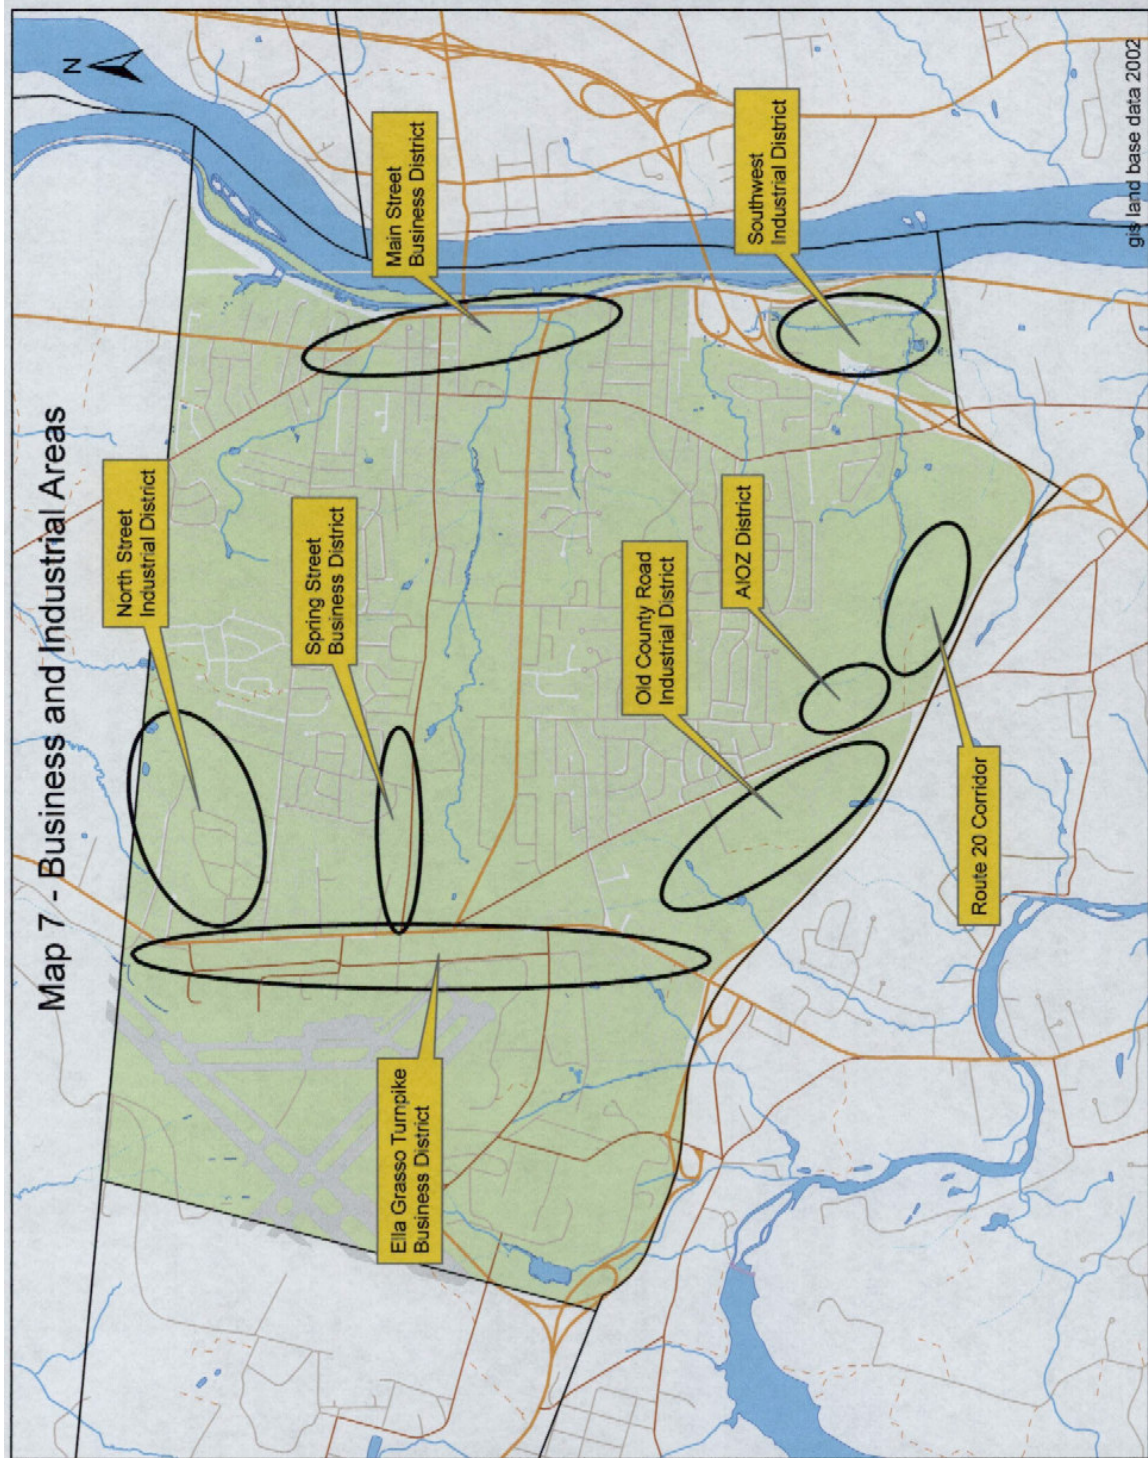 Map 7 - Business and Industrial Areas
N
North Street
Industrial District
Main Street
Business District
Spring Street
Business District
Ella Grasso Turnpike
Business District
Old County Road
Industrial District
AIOZ District
Southwest
Industrial District
Route 20 Corridor
gis land base data 2002